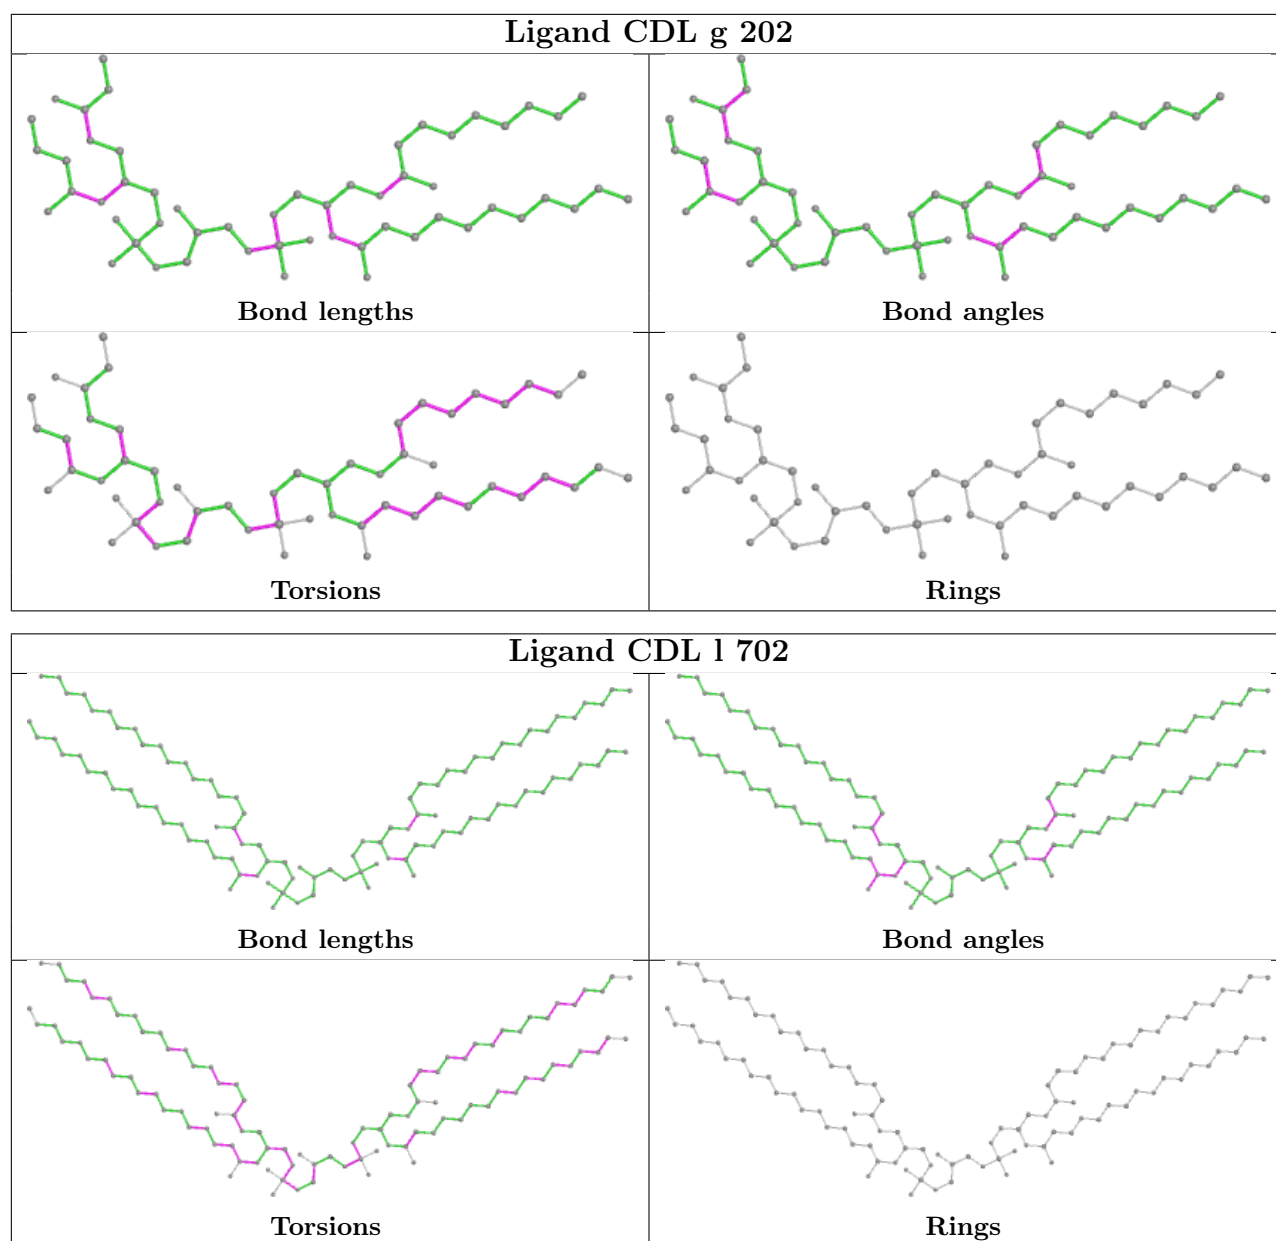 Ligand CDL g 202
Bond lengths
Bond angles
Torsions
Rings
Ligand CDL l 702
Bond lengths
Bond angles
Torsions
Rings